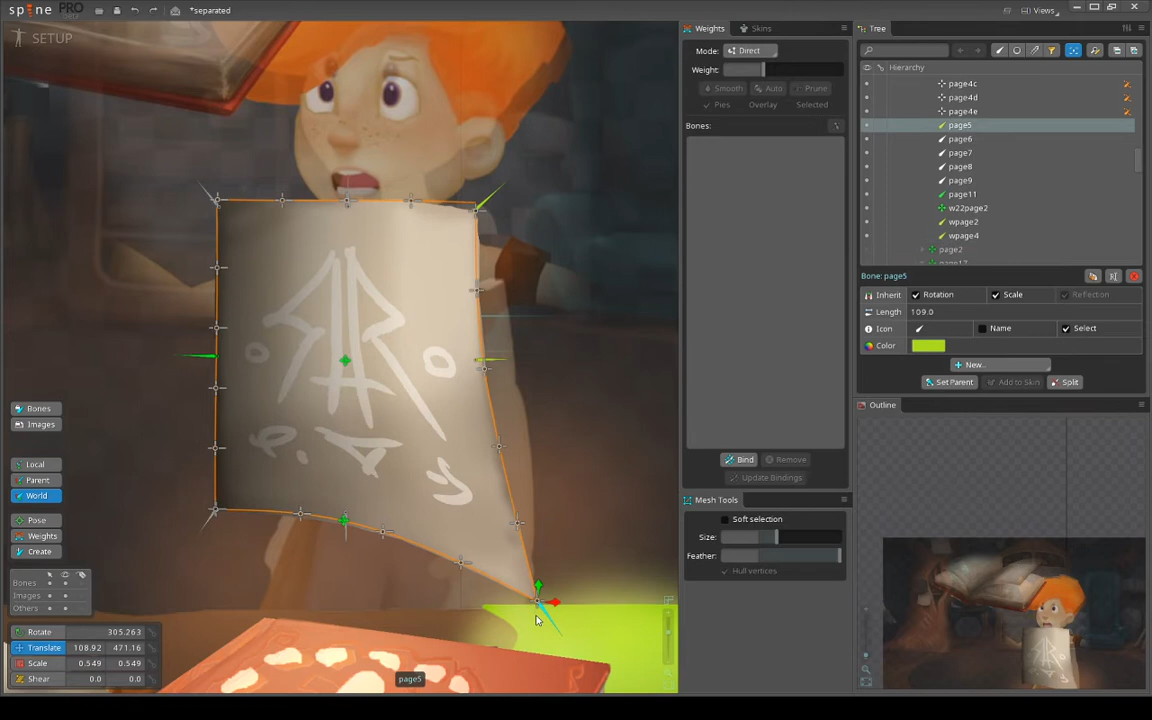 spine PRO
Beta
*separated
Views
SETUP
Weights
Skins
Tree
Mode: Direct
Weight:
Smooth
Auto
Prune
Pies
Overlay
Selected
Bones:
Hierarchy
page4c
page4d
page4e
page5
page6
page7
page8
page9
page11
w22page2
wpage2
wpage4
page2
page17
Bone: page5
Inherit
Rotation
Scale
Reflection
Length
109.0
Icon
Name
Select
Color
New...
Set Parent
Add to Skin
Split
Outline
Bind
Remove
Update Bindings
Mesh Tools
Soft selection
Size:
Feather:
Hull vertices
Bones
Images
Local
Parent
World
Pose
Weights
Create
Bones
Images
Others
Rotate 305.263
Translate 108.92 471.16
Scale 0.549 0.549
Shear 0.0 0.0
page5